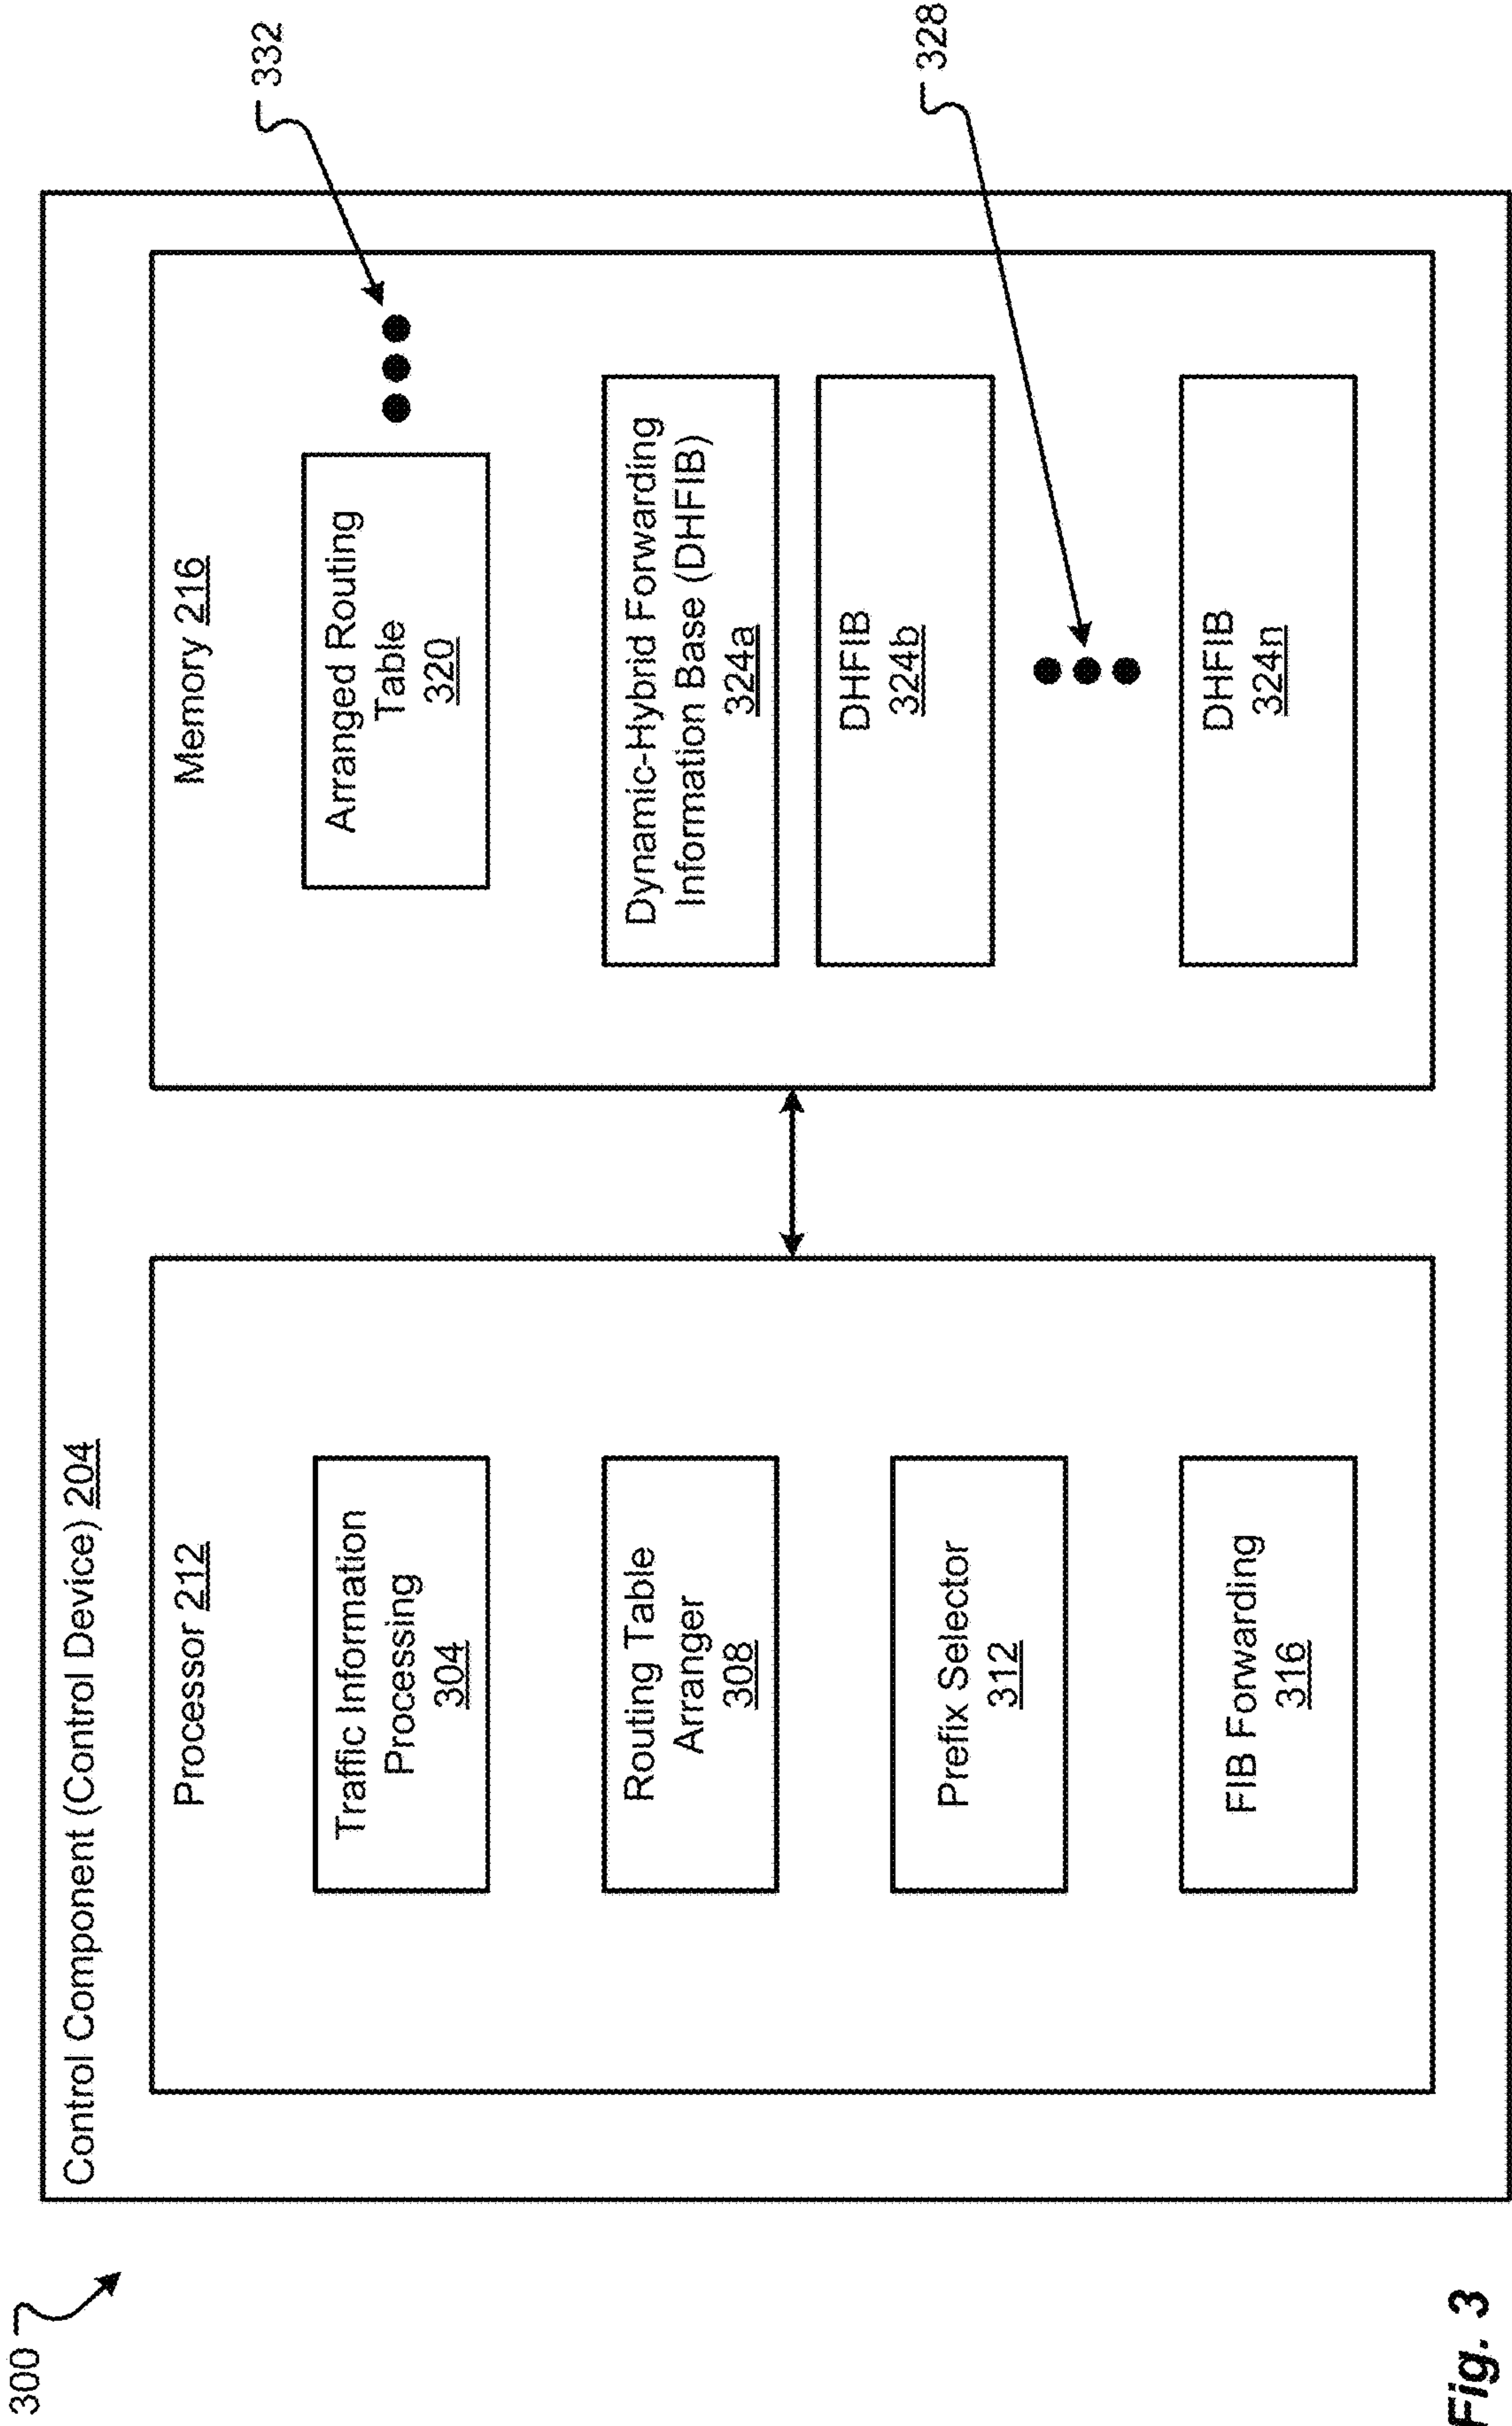 300
Control Component (Control Device) 204
Processor 212
Traffic Information
Processing
304
Routing Table
Arranger
308
Prefix Selector
312
FIB Forwarding
316
Memory 216
Arranged Routing
Table
320
332
Dynamic-Hybrid Forwarding
Information Base (DHFIB)
324a
DHFIB
324b
328
DHFIB
324n
Fig. 3